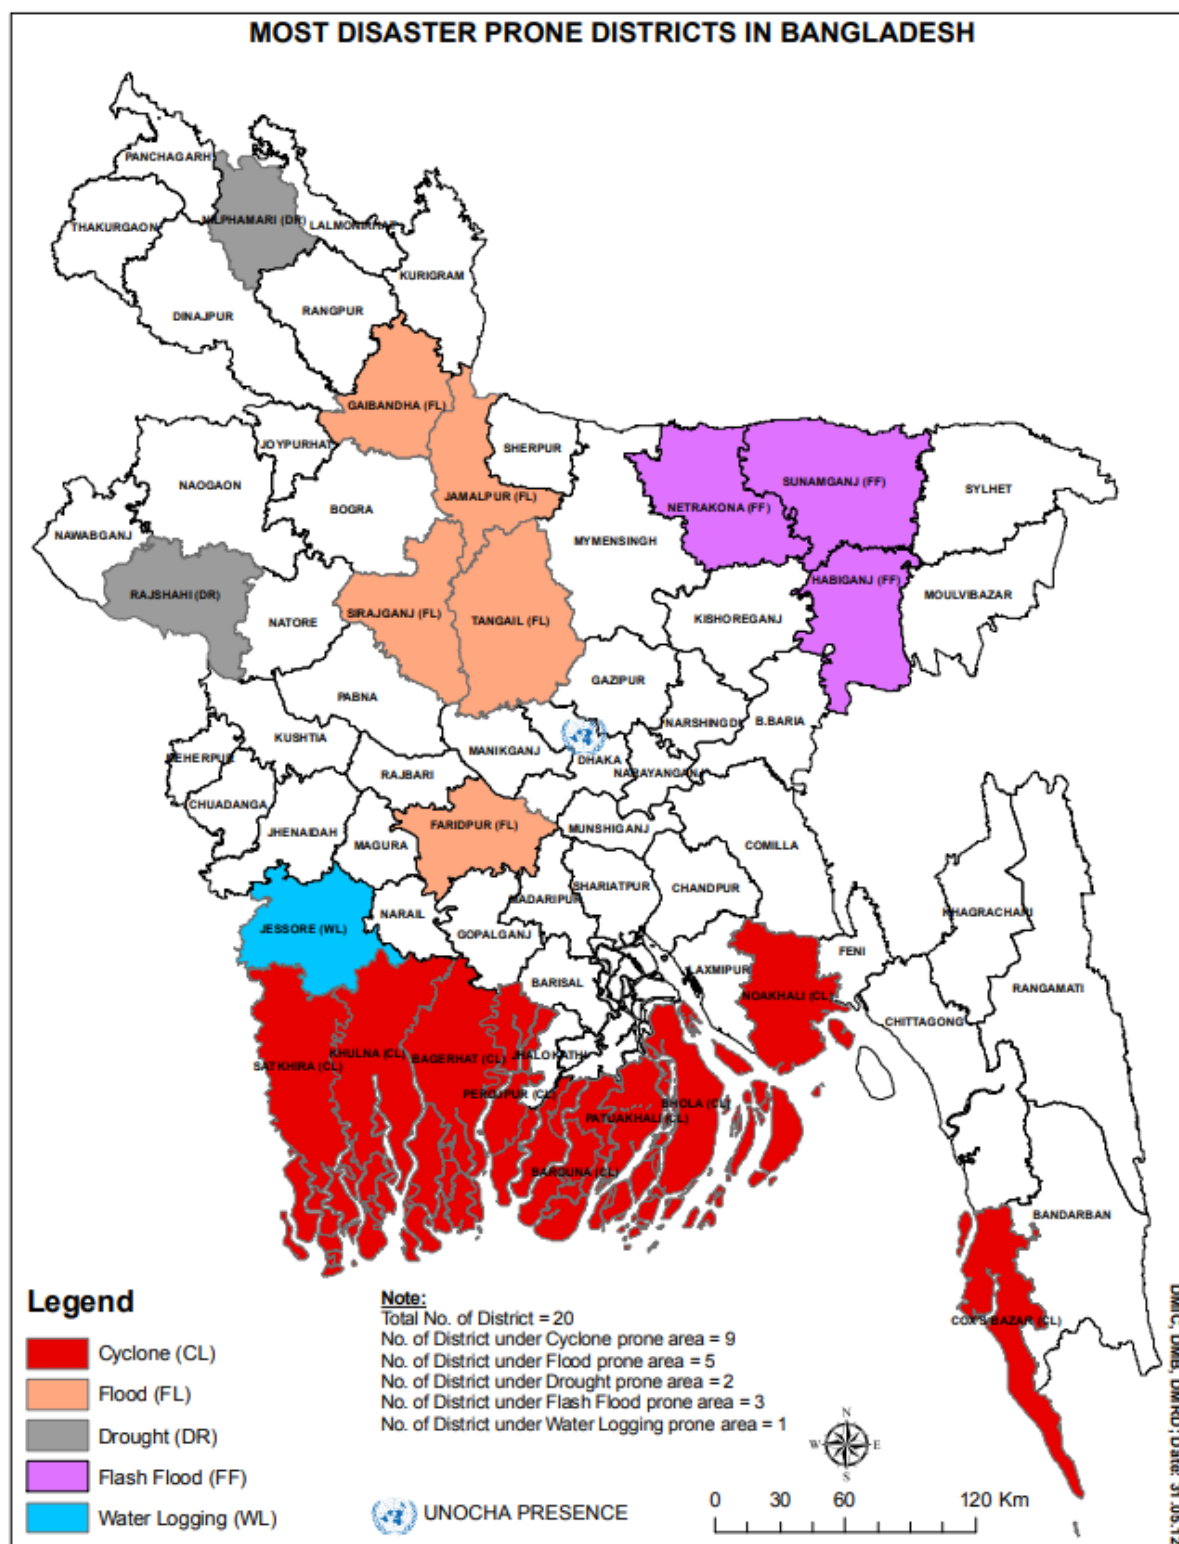 MOST DISASTER PRONE DISTRICTS IN BANGLADESH
PANCHAGARH
THAKURGAON
NILPHAMARI (DR)
LALMONIRHAT
KURIGRAM
DINAJPUR
RANGPUR
GAIBANDHA (FL)
JOYPURHAT
SHERPUR
NAOGAON
BOGRA
JAMALPUR (FL)
NETRAKONA (FF)
SUNAMGANJ (FF)
SYLHET
NAWABGANJ
MYMENSINGH
RAJSHAHI (DR)
NATORE
SIRAJGANJ (FL)
TANGAIL (FL)
KISHOREGANJ
HABIGANJ (FF)
MOULVIBAZAR
PABNA
GAZIPUR
NARSHINGDI
B.BARIA
KUSHTIA
MEHERPUR
RAJBARI
MANIKGANJ
DHAKA
NARAYANGANJ
CHUADANGA
JHENAIDAH
MAGURA
FARIDPUR (FL)
MUNSHIGANJ
COMILLA
SHARIATPUR
CHANDPUR
MADARIPUR
JESSORE (WL)
NARAIL
GOPALGANJ
KHAGRACHARI
BARISAL
LAXMIPUR
FENI
NOAKHALI (CL)
RANGAMATI
CHITTAGONG
SATKHIRA (CL)
KHULNA (CL)
BAGERHAT (CL)
JHALOKATHI
PEROJPUR (CL)
PATUAKHALI (CL)
BHOLA (CL)
BARGUNA (CL)
BANDARBAN
COX'S BAZAR (CL)
Legend
Cyclone (CL)
Flood (FL)
Drought (DR)
Flash Flood (FF)
Water Logging (WL)
Note:
Total No. of District = 20
No. of District under Cyclone prone area = 9
No. of District under Flood prone area = 5
No. of District under Drought prone area = 2
No. of District under Flash Flood prone area = 3
No. of District under Water Logging prone area = 1
UNOCHA PRESENCE
N
W E
S
0 30 60 120 Km
DMIC, DMB, DMRD; Date: 31.05.12